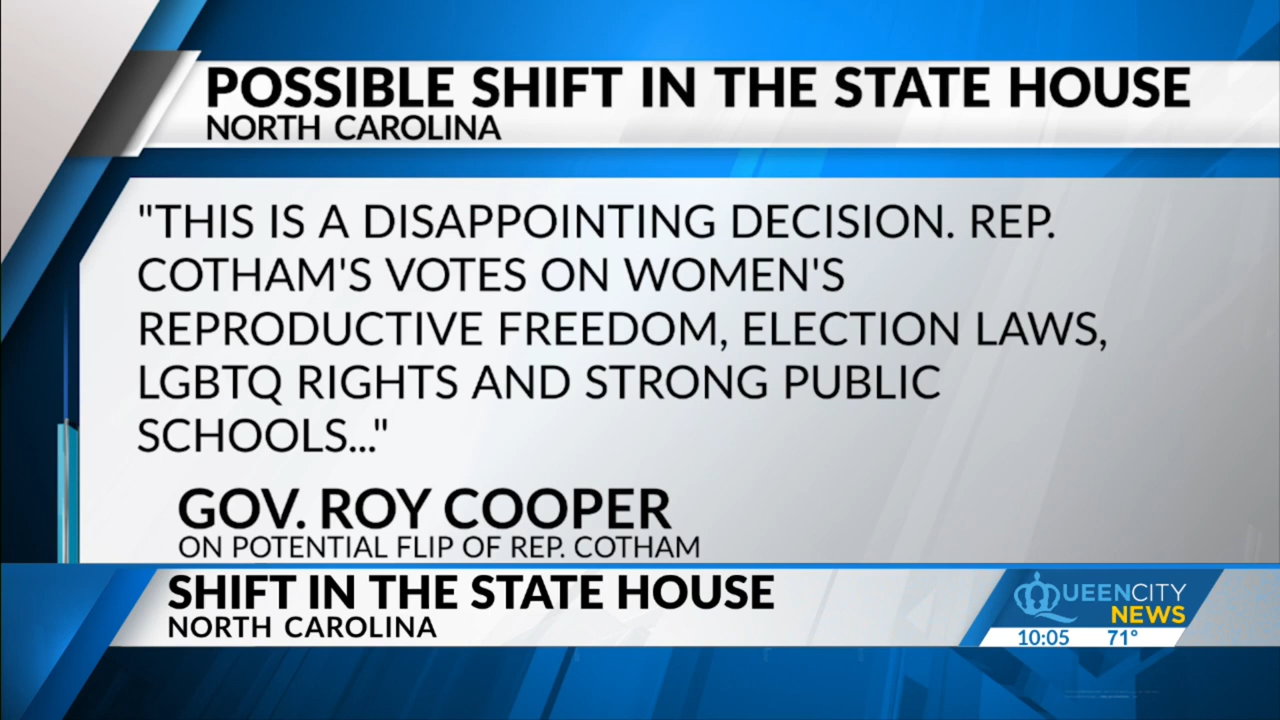 POSSIBLE SHIFT IN THE STATE HOUSE
NORTH CAROLINA
"THIS IS A DISAPPOINTING DECISION. REP.
COTHAM'S VOTES ON WOMEN'S
REPRODUCTIVE FREEDOM, ELECTION LAWS,
LGBTQ RIGHTS AND STRONG PUBLIC
SCHOOLS..."
GOV. ROY COOPER
ON POTENTIAL FLIP OF REP. COTHAM
SHIFT IN THE STATE HOUSE
NORTH CAROLINA
QUEENCITY
NEWS
10:05 71°